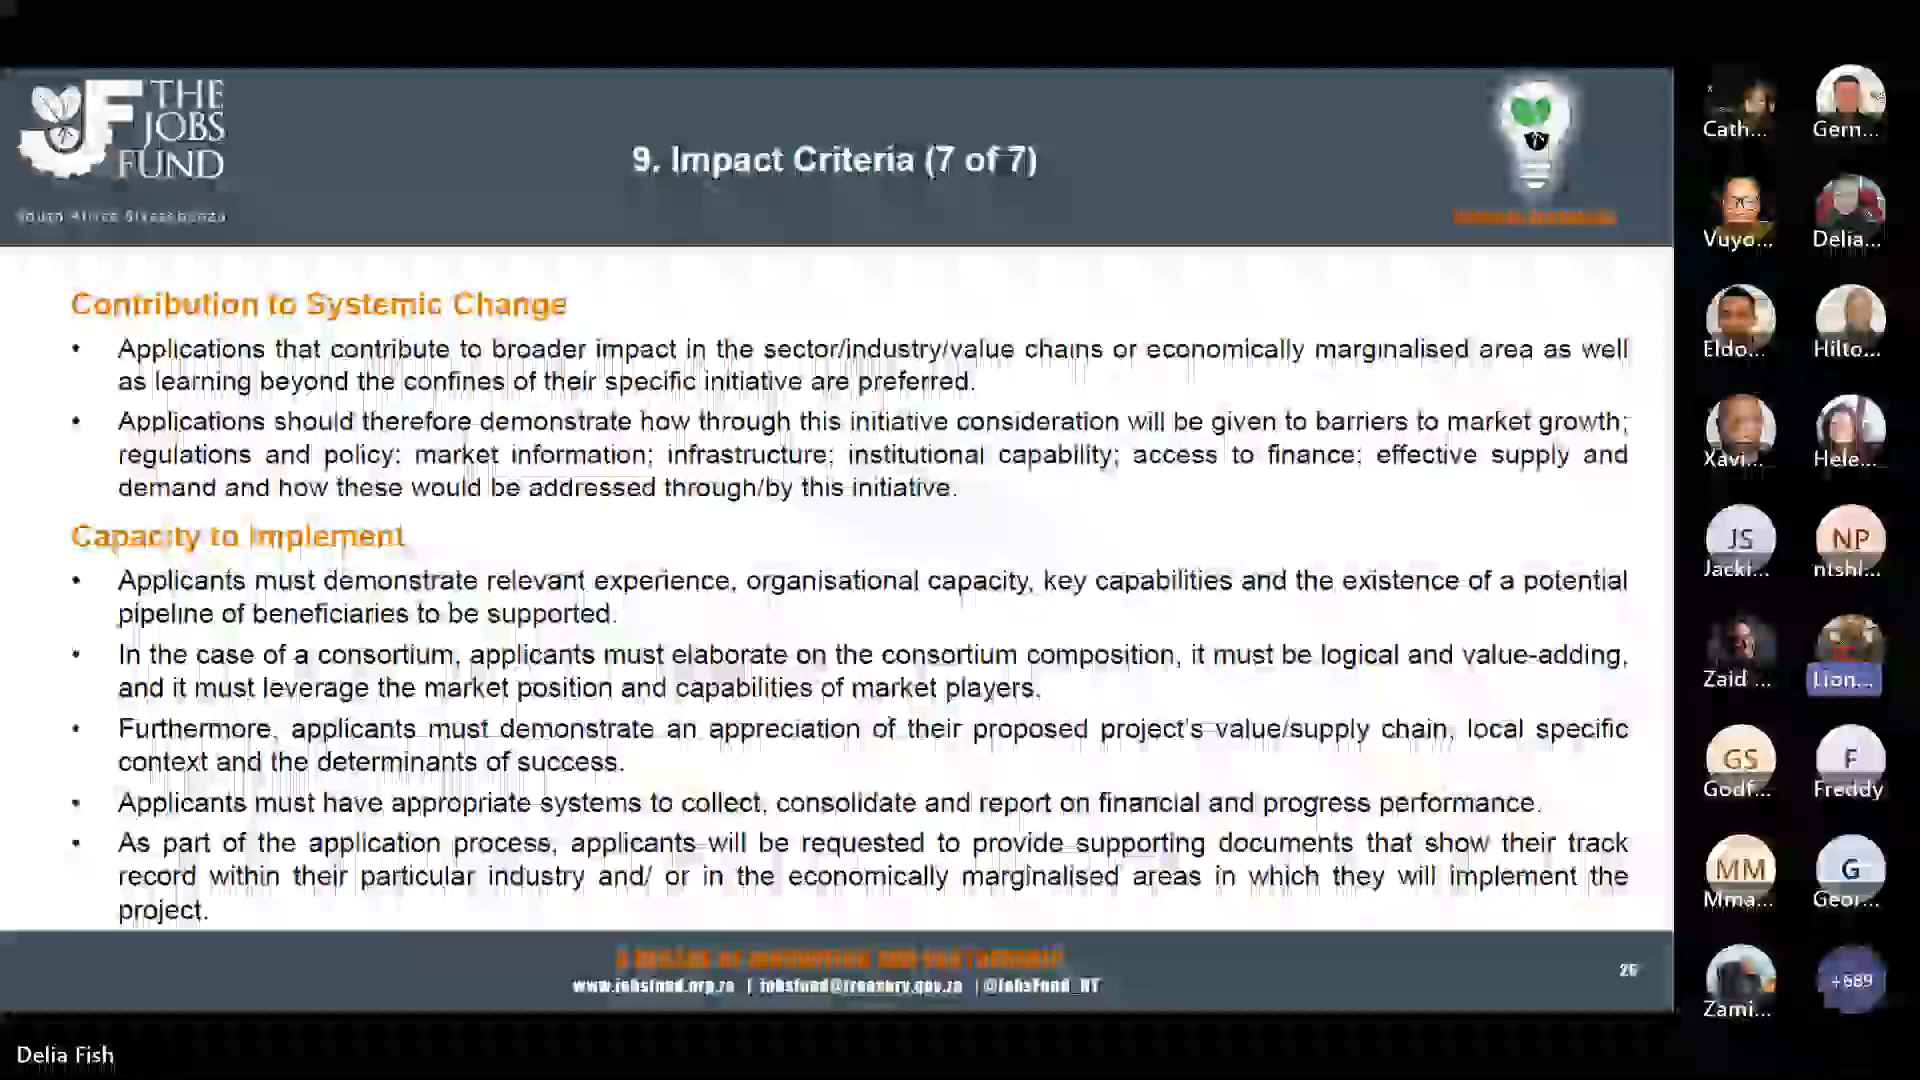 THE
JOBS
FUND
9. Impact Criteria (7 of 7)
Contribution to Systemic Change
• Applications that contribute to broader impact in the sector/industry/value chains or economically marginalised area as well
as learning beyond the confines of their specific initiative are preferred.
• Applications should therefore demonstrate how through this initiative consideration will be given to barriers to market growth;
regulations and policy; market information; infrastructure; institutional capability; access to finance; effective supply and
demand and how these would be addressed through/by this initiative.
Capacity to Implement
• Applicants must demonstrate relevant experience, organisational capacity, key capabilities and the existence of a potential
pipeline of beneficiaries to be supported.
• In the case of a consortium, applicants must elaborate on the consortium composition, it must be logical and value-adding,
and it must leverage the market position and capabilities of market players.
• Furthermore, applicants must demonstrate an appreciation of their proposed project's value/supply chain, local specific
context and the determinants of success.
• Applicants must have appropriate systems to collect, consolidate and report on financial and progress performance.
• As part of the application process, applicants will be requested to provide supporting documents that show their track
record within their particular industry and/ or in the economically marginalised areas in which they will implement the
project.
A DECADE OF INNOVATION AND PARTNERSHIP
www.jobsfund.org.za | jobsfund@treasury.gov.za | @JobsFund_NT
26
Cath...
Gern...
Vuyo...
Delia...
Eldo...
Hilto...
Xavi...
Hele...
JS
NP
Jacki...
ntshl...
Zaid ...
Lion...
GS
F
Godf...
Freddy
MM
G
Mma...
Geor...
Zami...
+689
Delia Fish